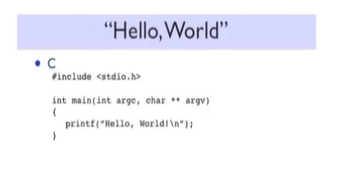 “Hello, World”
• C
#include <stdio.h>
int main(int argc, char ** argv)
{
printf("Hello, World!\n");
}